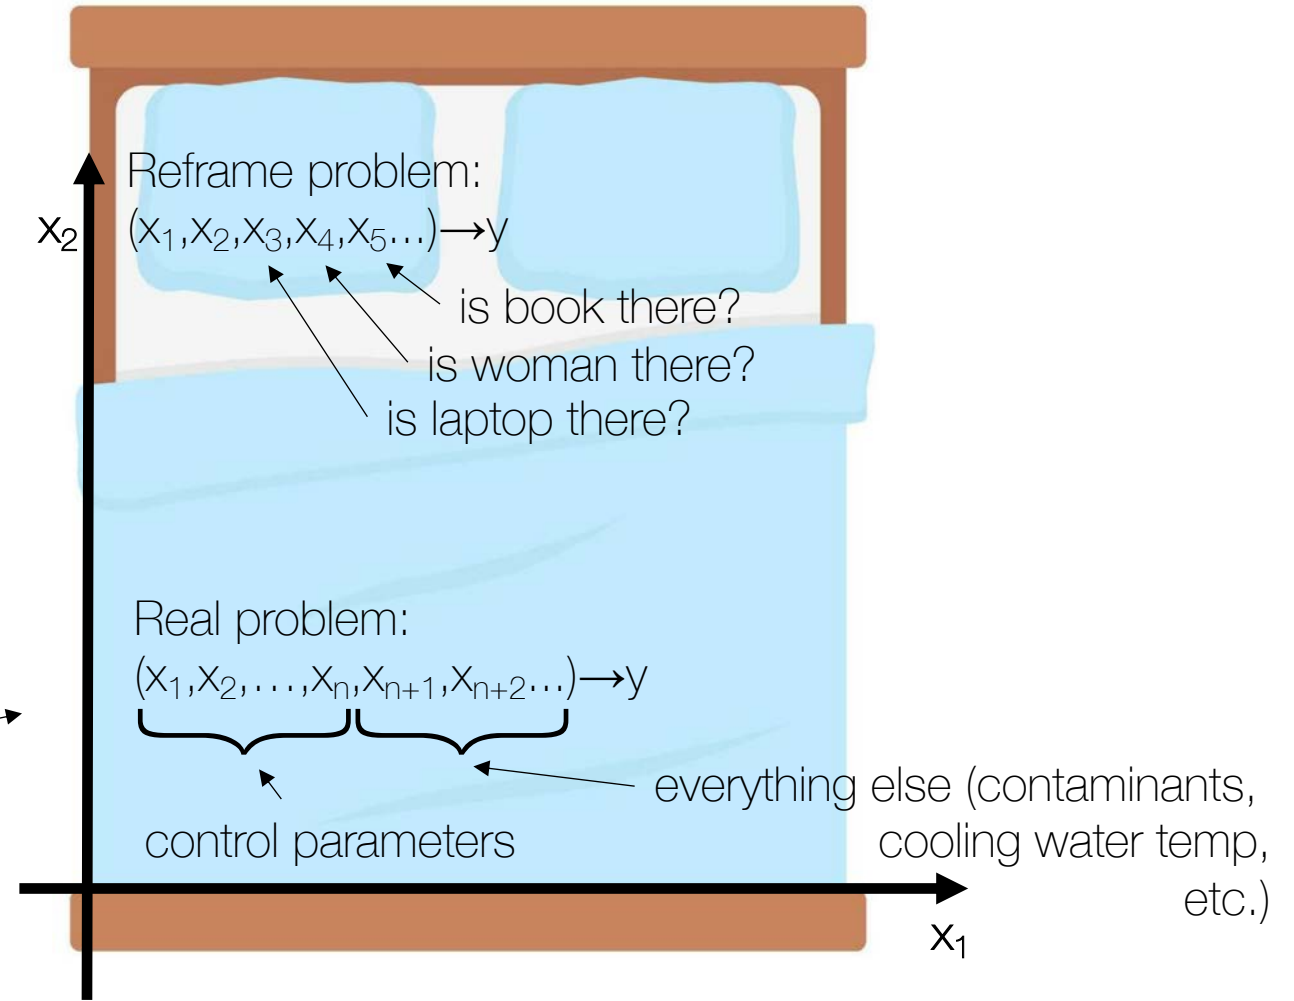 Reframe problem:
x₂
(x₁,x₂,x₃,x₄,x₅...)→y
is book there?
is woman there?
is laptop there?
Real problem:
(x₁,x₂,...,xₙ,xₙ₊₁,xₙ₊₂...)→y
everything else (contaminants,
cooling water temp,
etc.)
control parameters
x₁